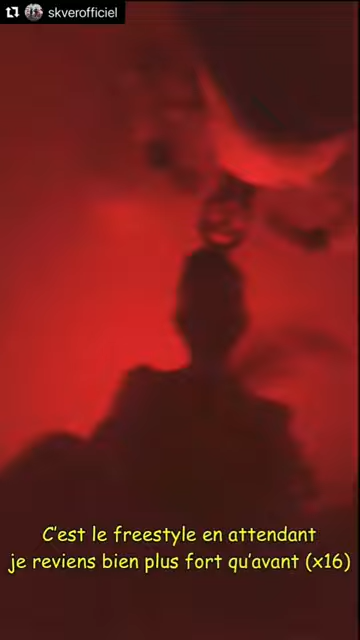 skverofficiel
C'est le freestyle en attendant
je reviens bien plus fort qu'avant (x16)